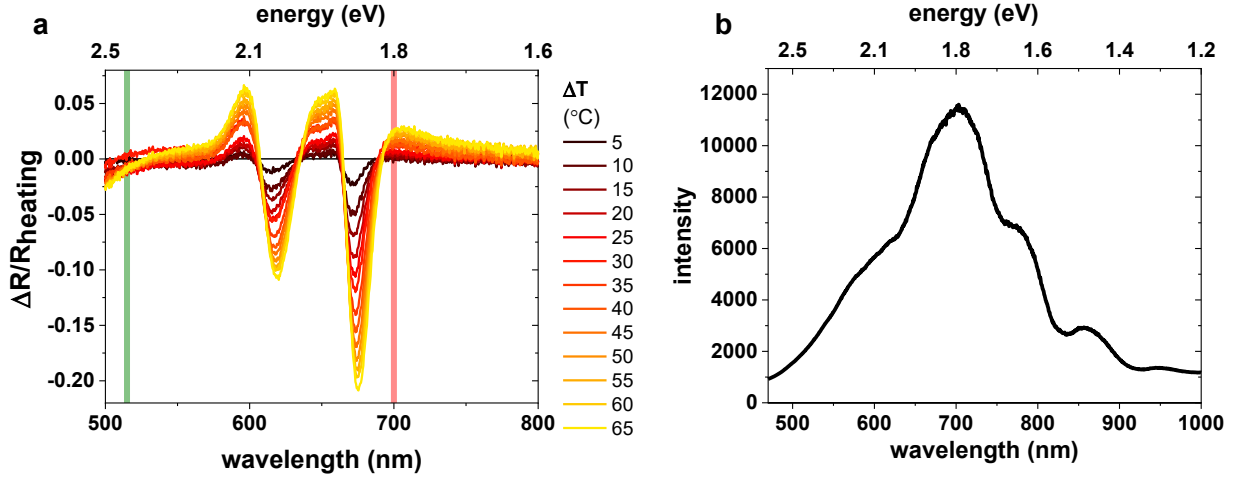 a
energy (eV)
2.5 2.1 1.8 1.6
0.05
0.00
-0.05
-0.10
-0.15
-0.20
ΔR/Rheating
500 600 700 800
wavelength (nm)
ΔT
(°C)
5
10
15
20
25
30
35
40
45
50
55
60
65
b
energy (eV)
2.5 2.1 1.8 1.6 1.4 1.2
12000
10000
8000
6000
4000
2000
0
intensity
500 600 700 800 900 1000
wavelength (nm)